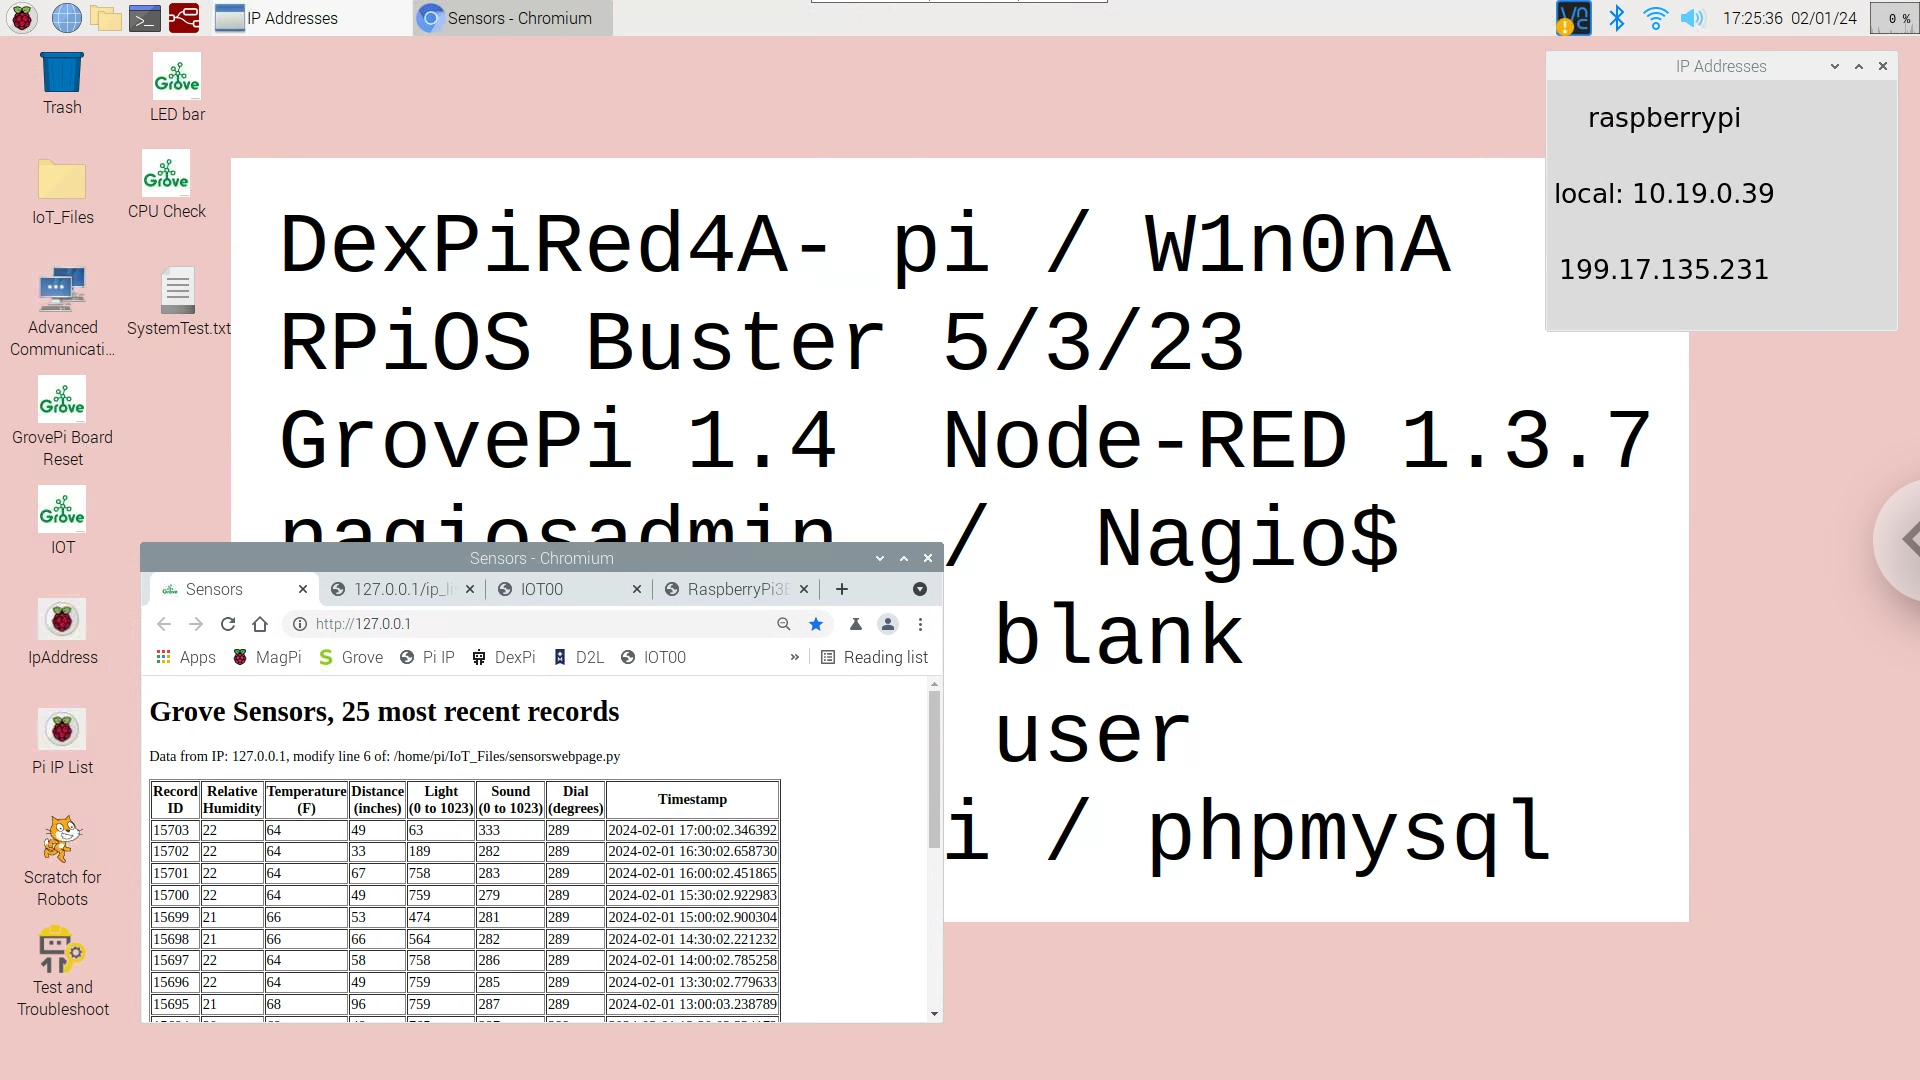 IP Addresses
Sensors - Chromium
17:25:36 02/01/24
0 %
Trash
Grove
LED bar
IoT_Files
Grove
CPU Check
Advanced
Communicati...
SystemTest.txt
Grove
GrovePi Board
Reset
Grove
IOT
IpAddress
Pi IP List
Scratch for
Robots
Test and
Troubleshoot
IP Addresses
raspberrypi
local: 10.19.0.39
199.17.135.231
DexPiRed4A- pi / W1n0nA
RPiOS Buster 5/3/23
GrovePi 1.4 Node-RED 1.3.7
nagiosadmin / Nagio$
blank
user
i / phpmysql
Sensors - Chromium
Sensors 127.0.0.1/ip_li IOT00 RaspberryPi3B
http://127.0.0.1
Apps MagPi Grove Pi IP DexPi D2L IOT00 » Reading list
Grove Sensors, 25 most recent records
Data from IP: 127.0.0.1, modify line 6 of: /home/pi/IoT_Files/sensorswebpage.py
Record ID Relative Humidity Temperature (F) Distance (inches) Light (0 to 1023) Sound (0 to 1023) Dial (degrees) Timestamp
15703 22 64 49 63 333 289 2024-02-01 17:00:02.346392
15702 22 64 33 189 282 289 2024-02-01 16:30:02.658730
15701 22 64 67 758 283 289 2024-02-01 16:00:02.451865
15700 22 64 49 759 279 289 2024-02-01 15:30:02.922983
15699 21 66 53 474 281 289 2024-02-01 15:00:02.900304
15698 21 66 66 564 282 289 2024-02-01 14:30:02.221232
15697 22 64 58 758 286 289 2024-02-01 14:00:02.785258
15696 22 64 49 759 285 289 2024-02-01 13:30:02.779633
15695 21 68 96 759 287 289 2024-02-01 13:00:03.238789